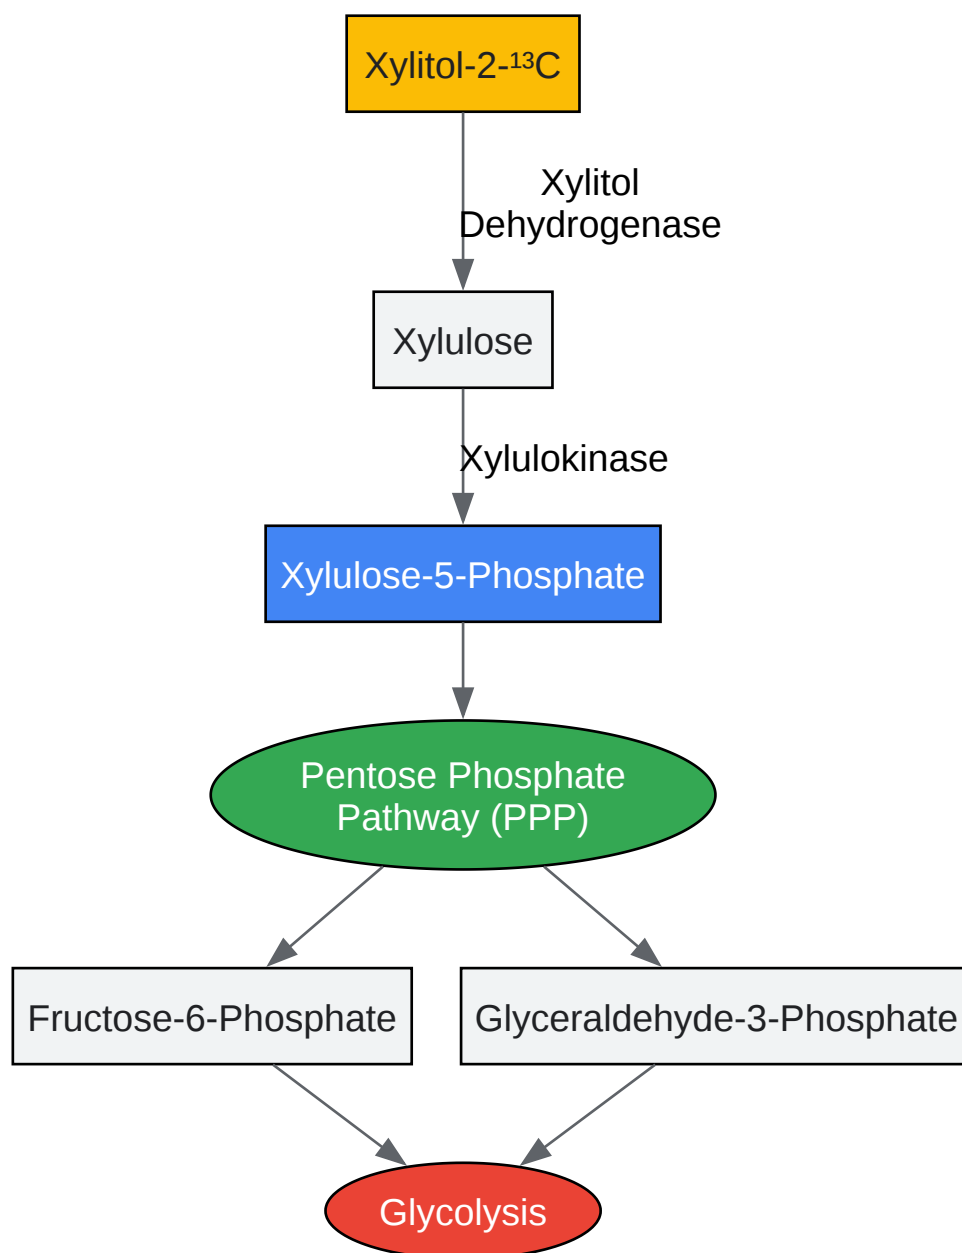 Xylitol-2-¹³C
Xylitol
Dehydrogenase
Xylulose
Xylulokinase
Xylulose-5-Phosphate
Pentose Phosphate
Pathway (PPP)
Fructose-6-Phosphate
Glyceraldehyde-3-Phosphate
Glycolysis